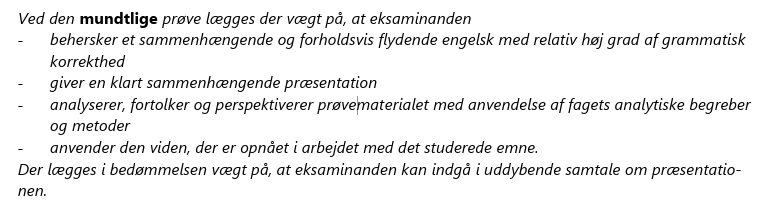 Ved den mundtlige prøve lægges der vægt på, at eksaminanden
- behersker et sammenhængende og forholdsvis flydende engelsk med relativ høj grad af grammatisk
korrekthed
- giver en klart sammenhængende præsentation
- analyserer, fortolker og perspektiverer prøvematerialet med anvendelse af fagets analytiske begreber
og metoder
- anvender den viden, der er opnået i arbejdet med det studerede emne.
Der lægges i bedømmelsen vægt på, at eksaminanden kan indgå i uddybende samtale om præsentatio-
nen.